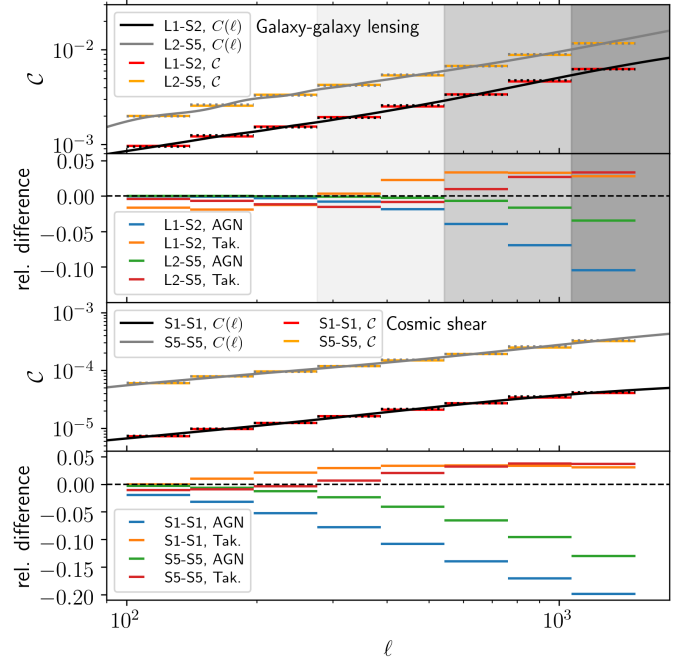 L1-S2, C(ℓ)
L2-S5, C(ℓ)
L1-S2, 𝒞
L2-S5, 𝒞
Galaxy-galaxy lensing
10⁻²
10⁻³
𝒞
0.05
0.00
−0.05
−0.10
rel. difference
L1-S2, AGN
L1-S2, Tak.
L2-S5, AGN
L2-S5, Tak.
10⁻³
10⁻⁴
10⁻⁵
𝒞
S1-S1, C(ℓ)
S5-S5, C(ℓ)
S1-S1, 𝒞
S5-S5, 𝒞
Cosmic shear
0.05
0.00
−0.05
−0.10
−0.15
−0.20
rel. difference
S1-S1, AGN
S1-S1, Tak.
S5-S5, AGN
S5-S5, Tak.
10²
10³
ℓ